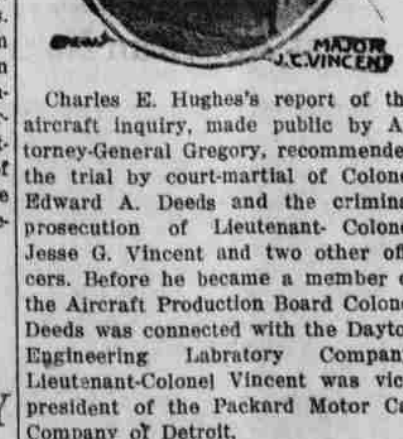 MAJOR
J.C.VINCENT
Charles E. Hughes's report of th
aircraft inquiry, made public by A
torney-General Gregory, recommende
the trial by court-martial of Colone
Edward A. Deeds and the crimina
prosecution of Lieutenant- Colone
Jesse G. Vincent and two other of
cers. Before he became a member o
the Aircraft Production Board Colone
Deeds was connected with the Dayto
Engineering Labratory Company
Lieutenant-Colonel Vincent was vic
president of the Packard Motor Ca
Company of Detroit.